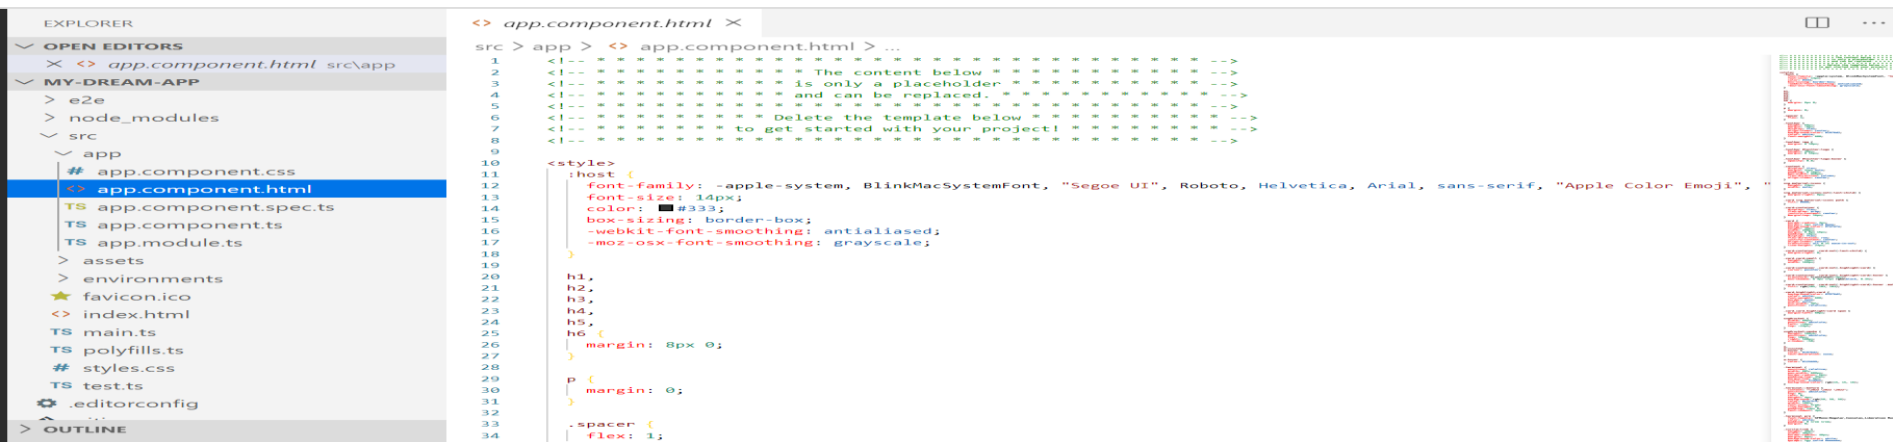 EXPLORER
OPEN EDITORS
app.component.html src\app
MY-DREAM-APP
e2e
node_modules
src
app
# app.component.css
<> app.component.html
TS app.component.spec.ts
TS app.component.ts
TS app.module.ts
assets
environments
favicon.ico
<> index.html
TS main.ts
TS polyfills.ts
# styles.css
TS test.ts
.editorconfig
OUTLINE
<> app.component.html
src > app > <> app.component.html > ...
1 <!-- * * * * * * * * * * * * * * * * * * * * * * * * * * * * * * * -->
2 <!-- * * * * * * * * * * * The content below * * * * * * * * * * * -->
3 <!-- * * * * * * * * * * is only a placeholder * * * * * * * * * * -->
4 <!-- * * * * * * * * * * and can be replaced. * * * * * * * * * * * -->
5 <!-- * * * * * * * * * * * * * * * * * * * * * * * * * * * * * * * -->
6 <!-- * * * * * * * * * Delete the template below * * * * * * * * * * -->
7 <!-- * * * * * * * to get started with your project! * * * * * * * * -->
8 <!-- * * * * * * * * * * * * * * * * * * * * * * * * * * * * * * * -->
9
10 <style>
11 :host {
12 font-family: -apple-system, BlinkMacSystemFont, "Segoe UI", Roboto, Helvetica, Arial, sans-serif, "Apple Color Emoji", "
13 font-size: 14px;
14 color: #333;
15 box-sizing: border-box;
16 -webkit-font-smoothing: antialiased;
17 -moz-osx-font-smoothing: grayscale;
18 }
19
20 h1,
21 h2,
22 h3,
23 h4,
24 h5,
25 h6 {
26 margin: 8px 0;
27 }
28
29 p {
30 margin: 0;
31 }
32
33 .spacer {
34 flex: 1;